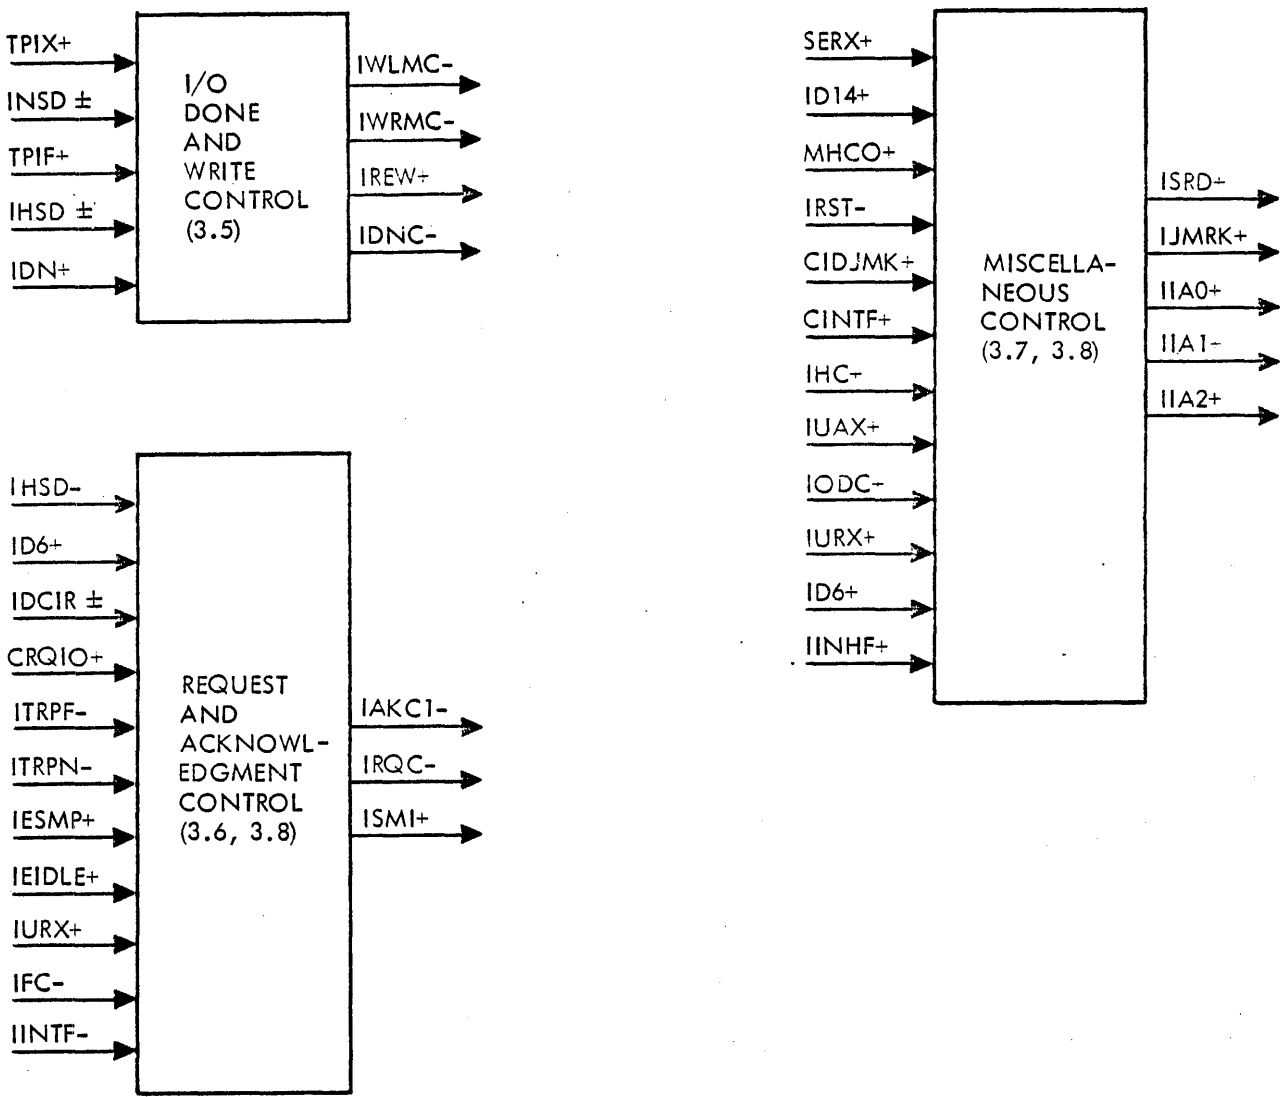 TPIX+
INSD ±
TPIF+
IHSD ±
IDN+
I/O
DONE
AND
WRITE
CONTROL
(3.5)
IWLMC-
IWRMC-
IREW+
IDNC-
IHSD-
ID6+
IDCIR ±
CRQIO+
ITRPF-
ITRPN-
IESMP+
IEIDLE+
IURX+
IFC-
IINTF-
REQUEST
AND
ACKNOWL-
EDGMENT
CONTROL
(3.6, 3.8)
IAKC1-
IRQC-
ISMI+
SERX+
ID14+
MHCO+
IRST-
CIDJMK+
CINTF+
IHC+
IUAX+
IODC+
IURX+
ID6+
IINHF+
MISCELLA-
NEOUS
CONTROL
(3.7, 3.8)
ISRD+
IJMRK+
IIA0+
IIA1+
IIA2+